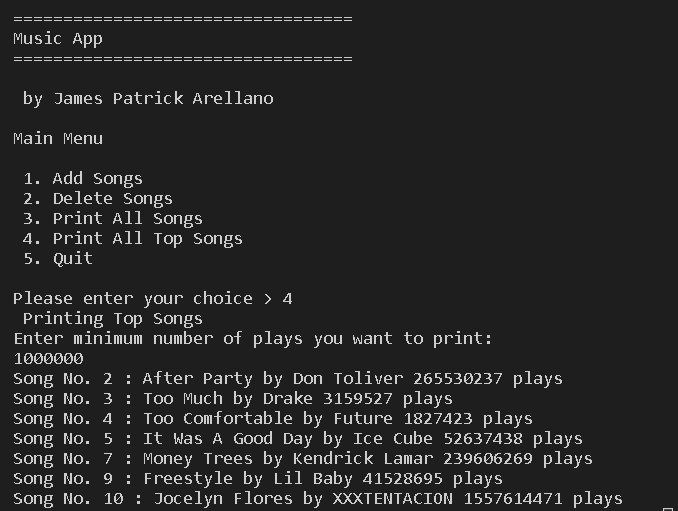 ==================================
Music App
==================================
by James Patrick Arellano
Main Menu
1. Add Songs
2. Delete Songs
3. Print All Songs
4. Print All Top Songs
5. Quit
Please enter your choice > 4
Printing Top Songs
Enter minimum number of plays you want to print:
1000000
Song No. 2 : After Party by Don Toliver 265530237 plays
Song No. 3 : Too Much by Drake 3159527 plays
Song No. 4 : Too Comfortable by Future 1827423 plays
Song No. 5 : It Was A Good Day by Ice Cube 52637438 plays
Song No. 7 : Money Trees by Kendrick Lamar 239606269 plays
Song No. 9 : Freestyle by Lil Baby 41528695 plays
Song No. 10 : Jocelyn Flores by XXXTENTACION 1557614471 plays